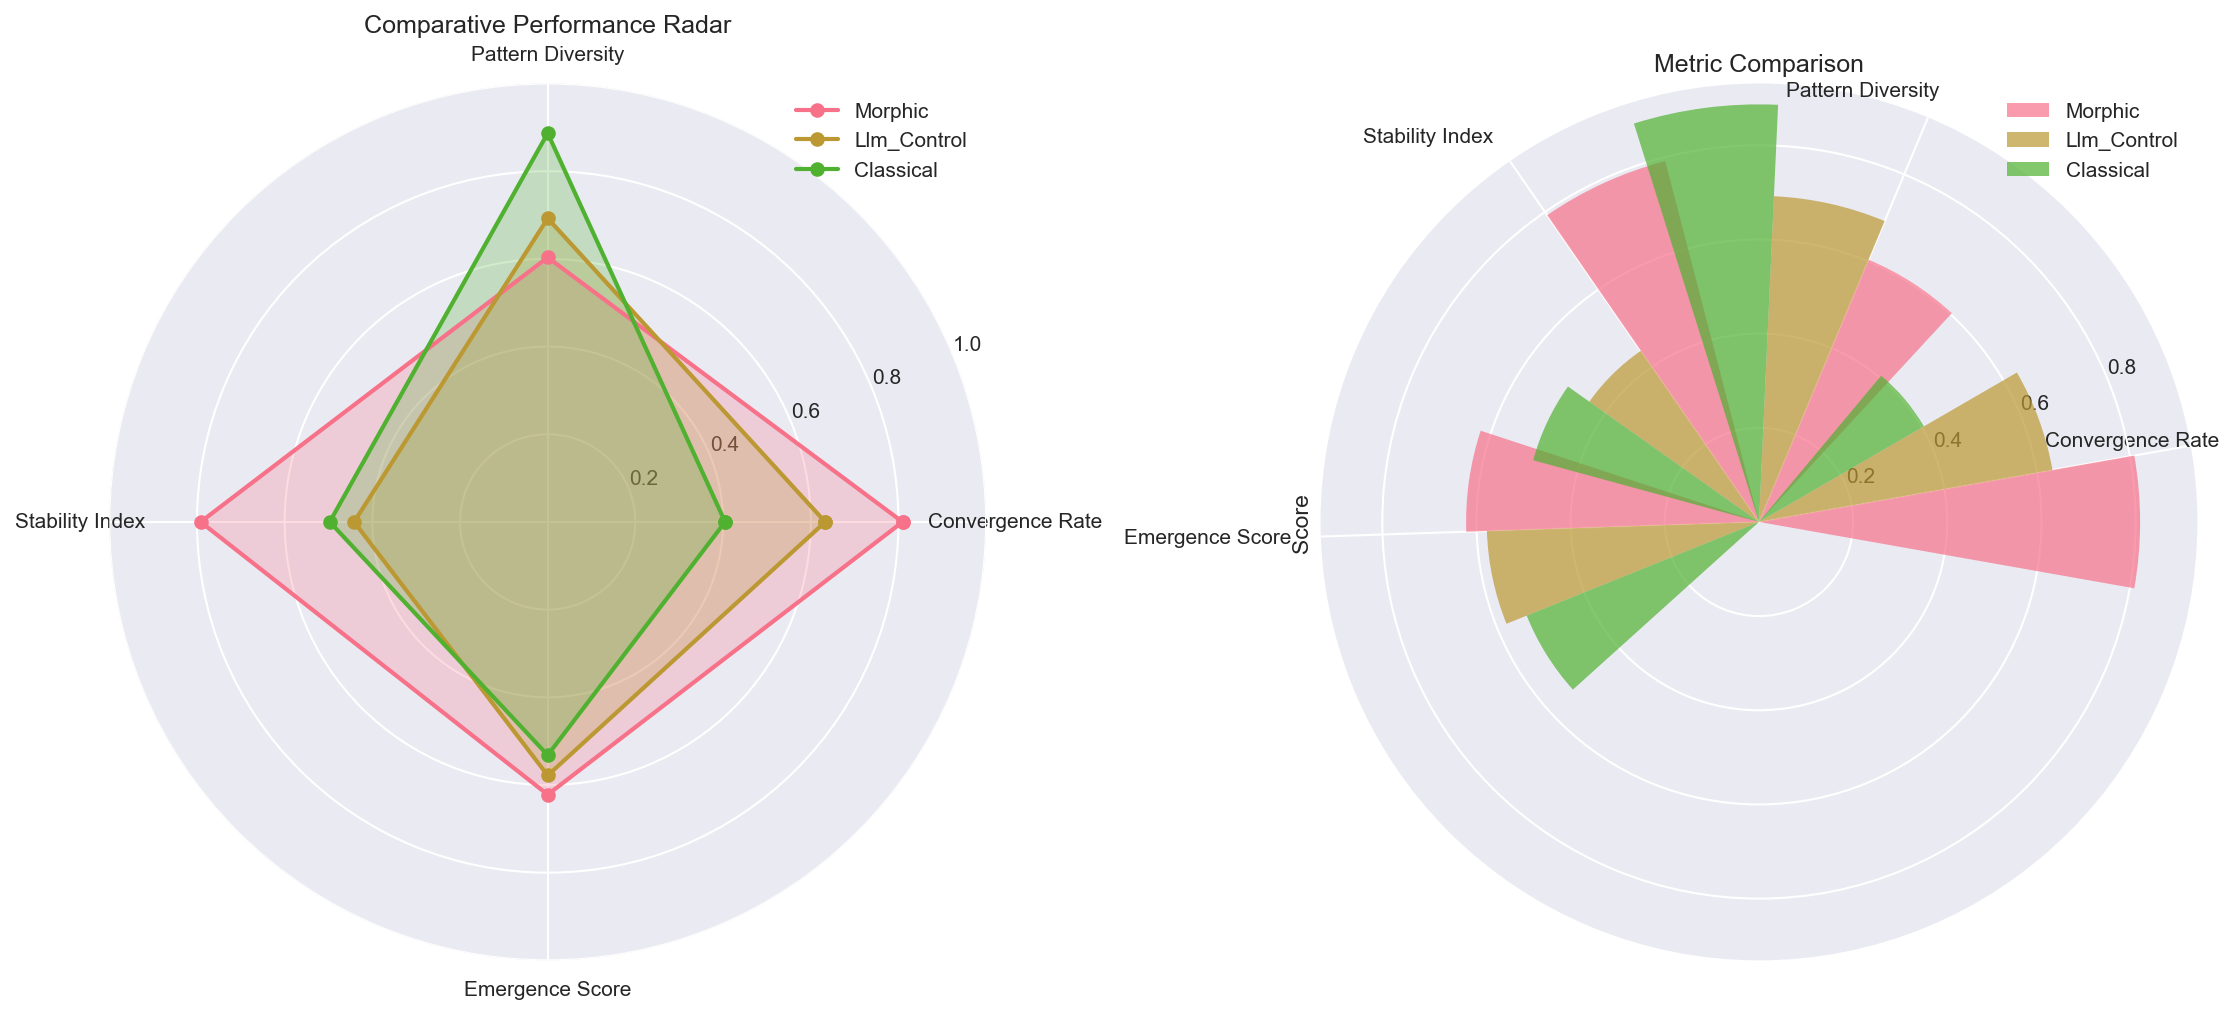 Comparative Performance Radar
Pattern Diversity
Morphic
Llm_Control
Classical
1.0
0.8
0.6
0.4
0.2
Stability Index
Convergence Rate
Emergence Score
Metric Comparison
Pattern Diversity
Stability Index
Morphic
Llm_Control
Classical
0.8
0.6
0.4
0.2
Convergence Rate
Emergence Score
Score